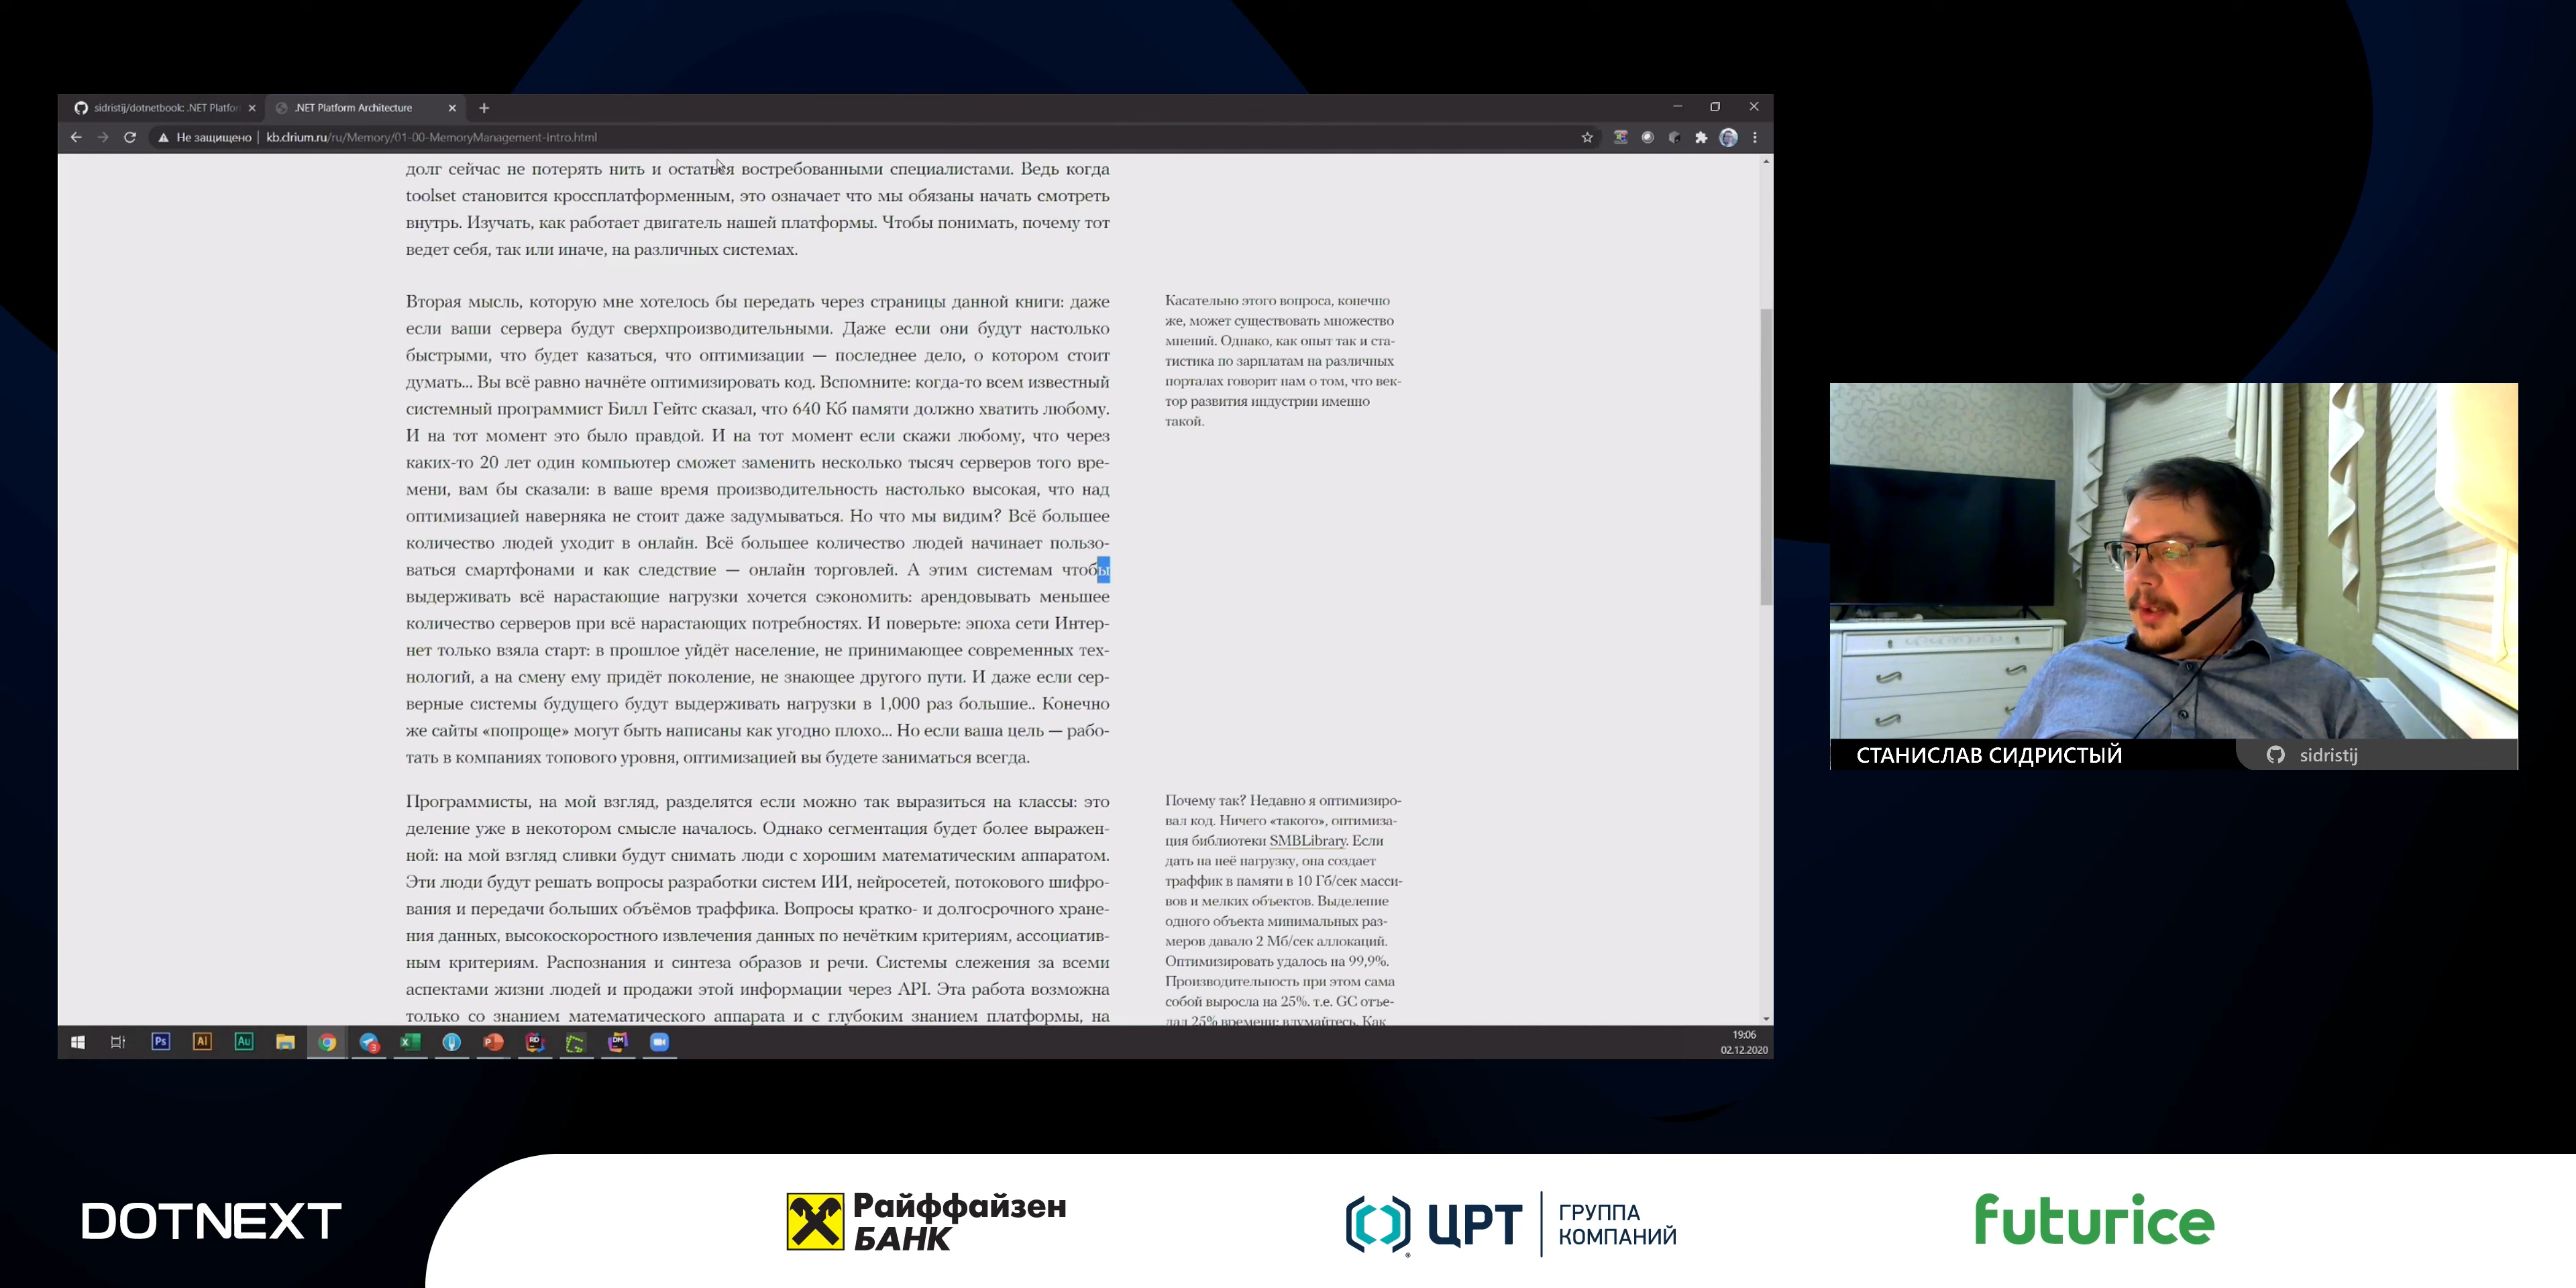 sidristij/dotnetbook: .NET Platfor
.NET Platform Architecture
Не защищено | kb.clrium.ru/ru/Memory/01-00-MemoryManagement-intro.html
долг сейчас не потерять нить и остаться востребованными специалистами. Ведь когда
toolset становится кроссплатформенным, это означает что мы обязаны начать смотреть
внутрь. Изучать, как работает двигатель нашей платформы. Чтобы понимать, почему тот
ведет себя, так или иначе, на различных системах.
Вторая мысль, которую мне хотелось бы передать через страницы данной книги: даже
если ваши сервера будут сверхпроизводительными. Даже если они будут настолько
быстрыми, что будет казаться, что оптимизации — последнее дело, о котором стоит
думать... Вы всё равно начнёте оптимизировать код. Вспомните: когда-то всем известный
системный программист Билл Гейтс сказал, что 640 Кб памяти должно хватить любому.
И на тот момент это было правдой. И на тот момент если скажи любому, что через
каких-то 20 лет один компьютер сможет заменить несколько тысяч серверов того вре-
мени, вам бы сказали: в ваше время производительность настолько высокая, что над
оптимизацией наверняка не стоит даже задумываться. Но что мы видим? Всё большее
количество людей уходит в онлайн. Всё большее количество людей начинает пользо-
ваться смартфонами и как следствие — онлайн торговлей. А этим системам чтобы
выдерживать всё нарастающие нагрузки хочется сэкономить: арендовывать меньшее
количество серверов при всё нарастающих потребностях. И поверьте: эпоха сети Интер-
нет только взяла старт: в прошлое уйдёт население, не принимающее современных тех-
нологий, а на смену ему придёт поколение, не знающее другого пути. И даже если сер-
верные системы будущего будут выдерживать нагрузки в 1,000 раз большие.. Конечно
же сайты «попроще» могут быть написаны как угодно плохо... Но если ваша цель — рабо-
тать в компаниях топового уровня, оптимизацией вы будете заниматься всегда.
Касательно этого вопроса, конечно
же, может существовать множество
мнений. Однако, как опыт так и ста-
тистика по зарплатам на различных
порталах говорит нам о том, что век-
тор развития индустрии именно
такой.
Программисты, на мой взгляд, разделятся если можно так выразиться на классы: это
деление уже в некотором смысле началось. Однако сегментация будет более выражен-
ной: на мой взгляд сливки будут снимать люди с хорошим математическим аппаратом.
Эти люди будут решать вопросы разработки систем ИИ, нейросетей, потокового шифро-
вания и передачи больших объёмов траффика. Вопросы кратко- и долгосрочного хране-
ния данных, высокоскоростного извлечения данных по нечётким критериям, ассоциатив-
ным критериям. Распознания и синтеза образов и речи. Системы слежения за всеми
аспектами жизни людей и продажи этой информации через API. Эта работа возможна
только со знанием математического аппарата и с глубоким знанием платформы, на
Почему так? Недавно я оптимизиро-
вал код. Ничего «такого», оптимиза-
ция библиотеки SMBLibrary. Если
дать на неё нагрузку, она создает
траффик в памяти в 10 Гб/сек масси-
вов и мелких объектов. Выделение
одного объекта минимальных раз-
меров давало 2 Мб/сек аллокаций.
Оптимизировать удалось на 99,9%.
Производительность при этом сама
собой выросла на 25%. т.е. GC отъе-
дал 25% времени: вдумайтесь. Как
Ps Ai Au
RD
DM
19:06
02.12.2020
СТАНИСЛАВ СИДРИСТЫЙ
sidristij
DOTNEXT
Райффайзен
БАНК
ЦРТ
ГРУППА
КОМПАНИЙ
futurice